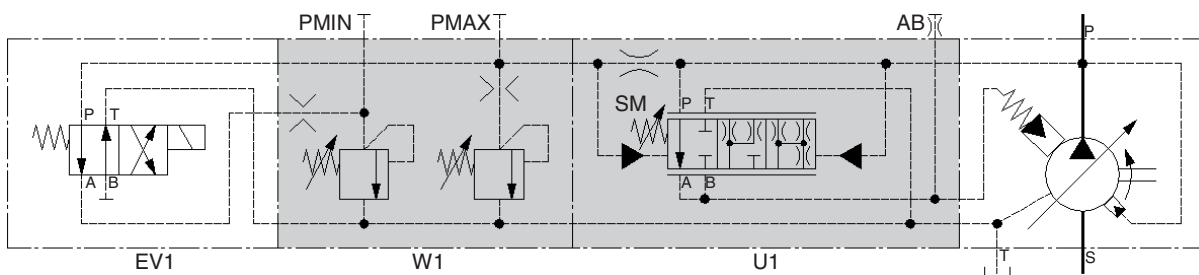 PMIN PMAX AB P
SM
P T P T
A B A B
T S
EV1 W1 U1